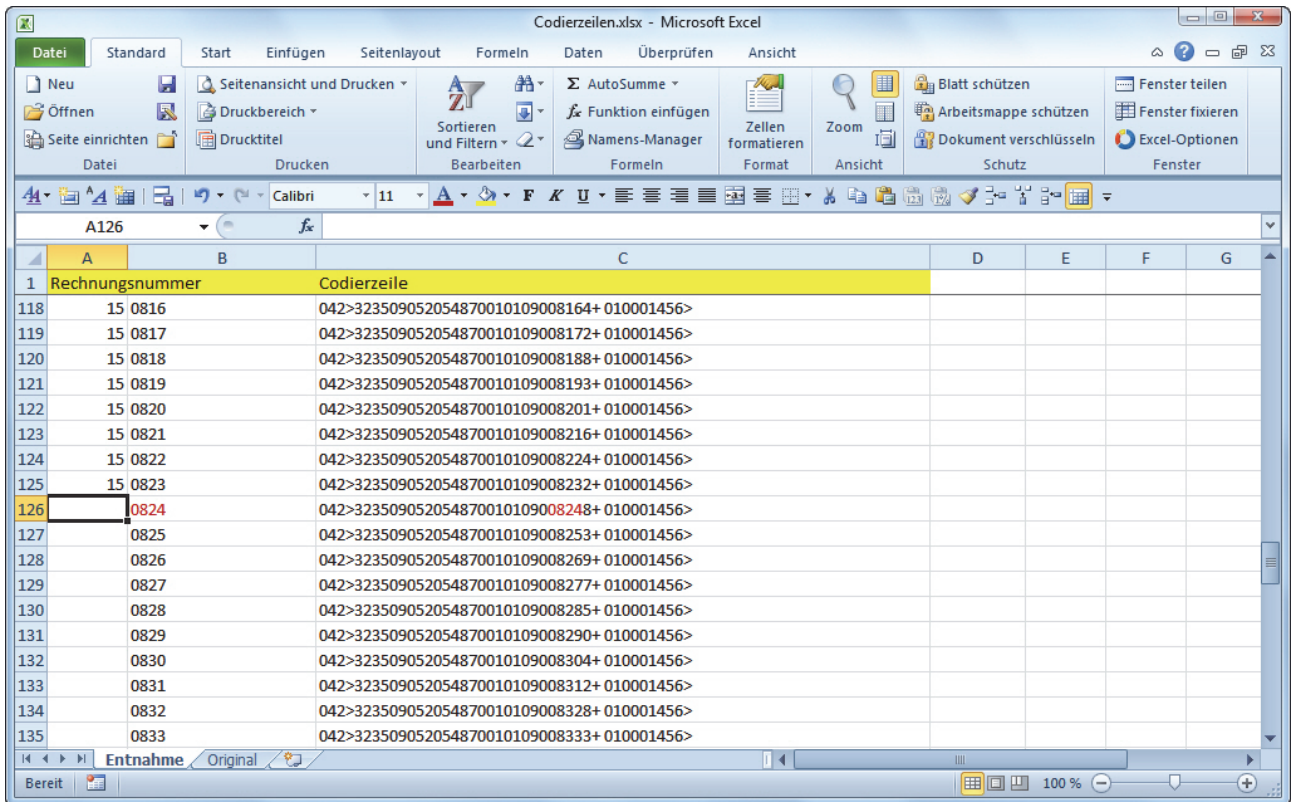 Codierzeilen.xlsx - Microsoft Excel
Datei Standard Start Einfügen Seitenlayout Formeln Daten Überprüfen Ansicht
Neu Seitenansicht und Drucken Σ AutoSumme Blatt schützen Fenster teilen
Öffnen Druckbereich fx Funktion einfügen Arbeitsmappe schützen Fenster fixieren
Seite einrichten Drucktitel Sortieren und Filtern Namens-Manager Zellen formatieren Zoom Dokument verschlüsseln Excel-Optionen
Datei Drucken Bearbeiten Formeln Format Ansicht Schutz Fenster
Calibri 11 A F K U
A126 fx
A B C D E F G
1 Rechnungsnummer Codierzeile
118 15 0816 042>323509052054870010109008164+ 010001456>
119 15 0817 042>323509052054870010109008172+ 010001456>
120 15 0818 042>323509052054870010109008188+ 010001456>
121 15 0819 042>323509052054870010109008193+ 010001456>
122 15 0820 042>323509052054870010109008201+ 010001456>
123 15 0821 042>323509052054870010109008216+ 010001456>
124 15 0822 042>323509052054870010109008224+ 010001456>
125 15 0823 042>323509052054870010109008232+ 010001456>
126 0824 042>323509052054870010109008248+ 010001456>
127 0825 042>323509052054870010109008253+ 010001456>
128 0826 042>323509052054870010109008269+ 010001456>
129 0827 042>323509052054870010109008277+ 010001456>
130 0828 042>323509052054870010109008285+ 010001456>
131 0829 042>323509052054870010109008290+ 010001456>
132 0830 042>323509052054870010109008304+ 010001456>
133 0831 042>323509052054870010109008312+ 010001456>
134 0832 042>323509052054870010109008328+ 010001456>
135 0833 042>323509052054870010109008333+ 010001456>
Entnahme Original
Bereit 100 %